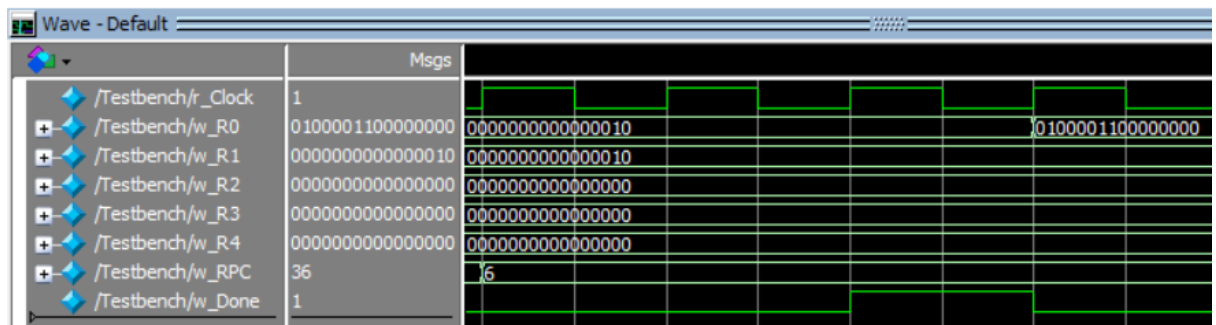 Wave - Default
Msgs
/Testbench/r_Clock 1
/Testbench/w_R0 0100001100000000 0000000000000010 0100001100000000
/Testbench/w_R1 0000000000000010 0000000000000010
/Testbench/w_R2 0000000000000000 0000000000000000
/Testbench/w_R3 0000000000000000 0000000000000000
/Testbench/w_R4 0000000000000000 0000000000000000
/Testbench/w_RPC 36 6
/Testbench/w_Done 1